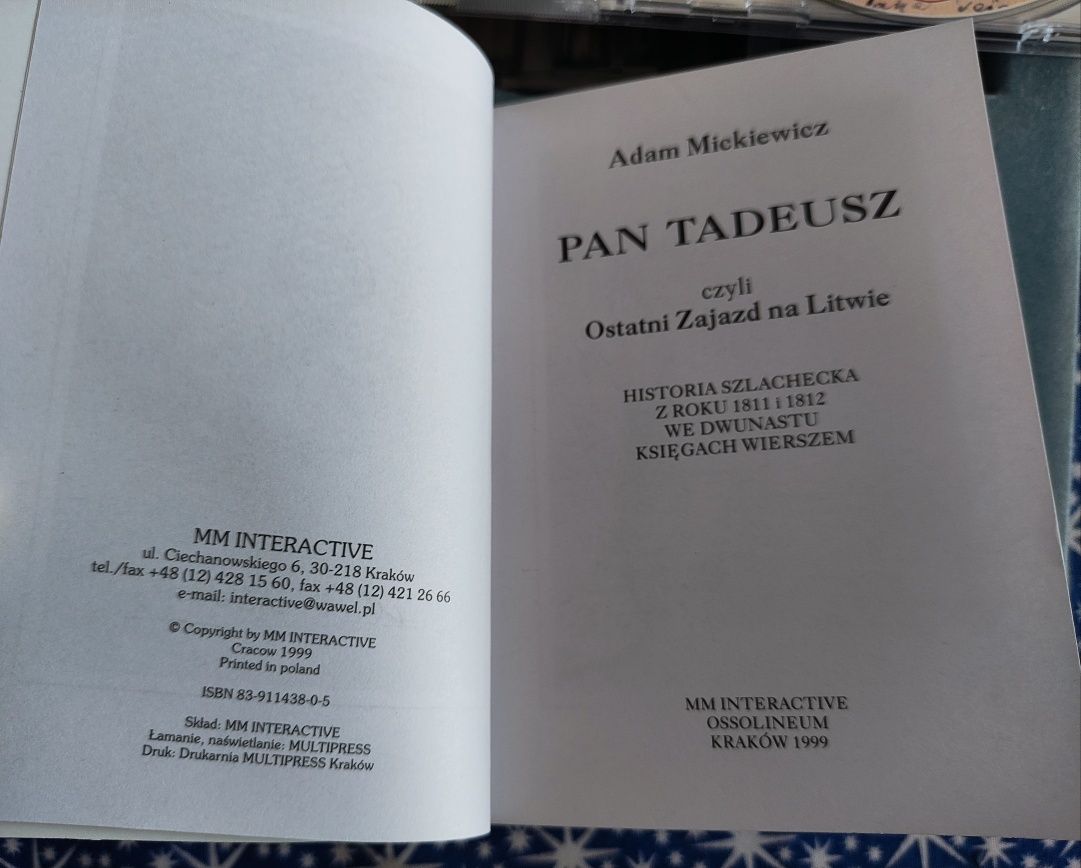 MM INTERACTIVE
ul. Ciechanowskiego 6, 30-218 Kraków
tel./fax +48 (12) 428 15 60, fax +48 (12) 421 26 66
e-mail: interactive@wawel.pl
© Copyright by MM INTERACTIVE
Cracow 1999
Printed in poland
ISBN 83-911438-0-5
Skład: MM INTERACTIVE
Łamanie, naświetlanie: MULTIPRESS
Druk: Drukarnia MULTIPRESS Kraków
Adam Mickiewicz
PAN TADEUSZ
czyli
Ostatni Zajazd na Litwie
HISTORIA SZLACHECKA
Z ROKU 1811 i 1812
WE DWUNASTU
KSIĘGACH WIERSZEM
MM INTERACTIVE
OSSOLINEUM
KRAKÓW 1999